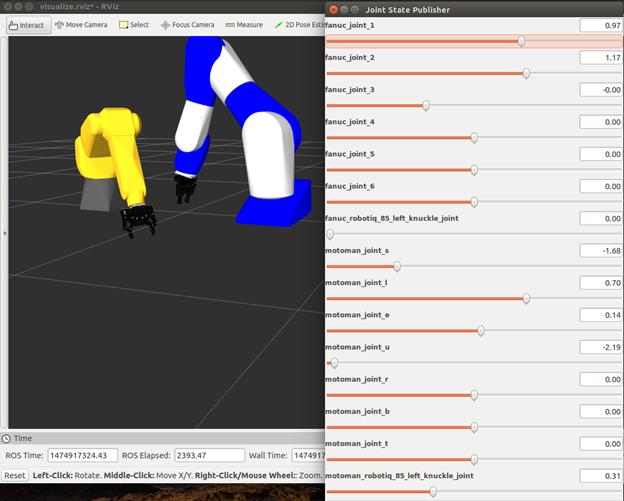 visualize.rviz* - RViz
Interact Move Camera Select Focus Camera Measure 2D Pose Esti
Time
ROS Time: 1474917324.43 ROS Elapsed: 2393.47 Wall Time: 147491
Reset Left-Click: Rotate. Middle-Click: Move X/Y. Right-Click/Mouse Wheel:: Zoom.
Joint State Publisher
fanuc_joint_1 0.97
fanuc_joint_2 1.17
fanuc_joint_3 -0.00
fanuc_joint_4 0.00
fanuc_joint_5 0.00
fanuc_joint_6 0.00
fanuc_robotiq_85_left_knuckle_joint 0.00
motoman_joint_s -1.68
motoman_joint_l 0.70
motoman_joint_e 0.14
motoman_joint_u -2.19
motoman_joint_r 0.00
motoman_joint_b 0.00
motoman_joint_t 0.00
motoman_robotiq_85_left_knuckle_joint 0.31